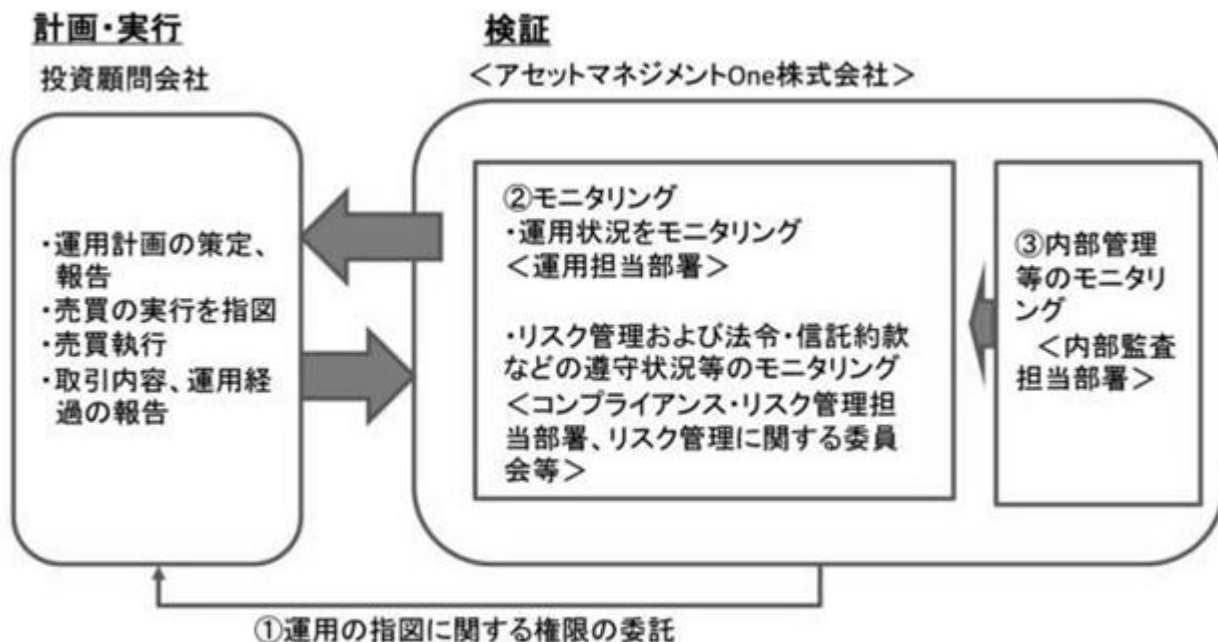 計画・実行
投資顧問会社
・運用計画の策定、
報告
・売買の実行を指図
・売買執行
・取引内容、運用経
過の報告
検証
＜アセットマネジメントOne株式会社＞
②モニタリング
・運用状況をモニタリング
＜運用担当部署＞
・リスク管理および法令・信託約款
などの遵守状況等のモニタリング
＜コンプライアンス・リスク管理担
当部署、リスク管理に関する委員
会等＞
③内部管理
等のモニタリ
ング
＜内部監査
担当部署＞
①運用の指図に関する権限の委託